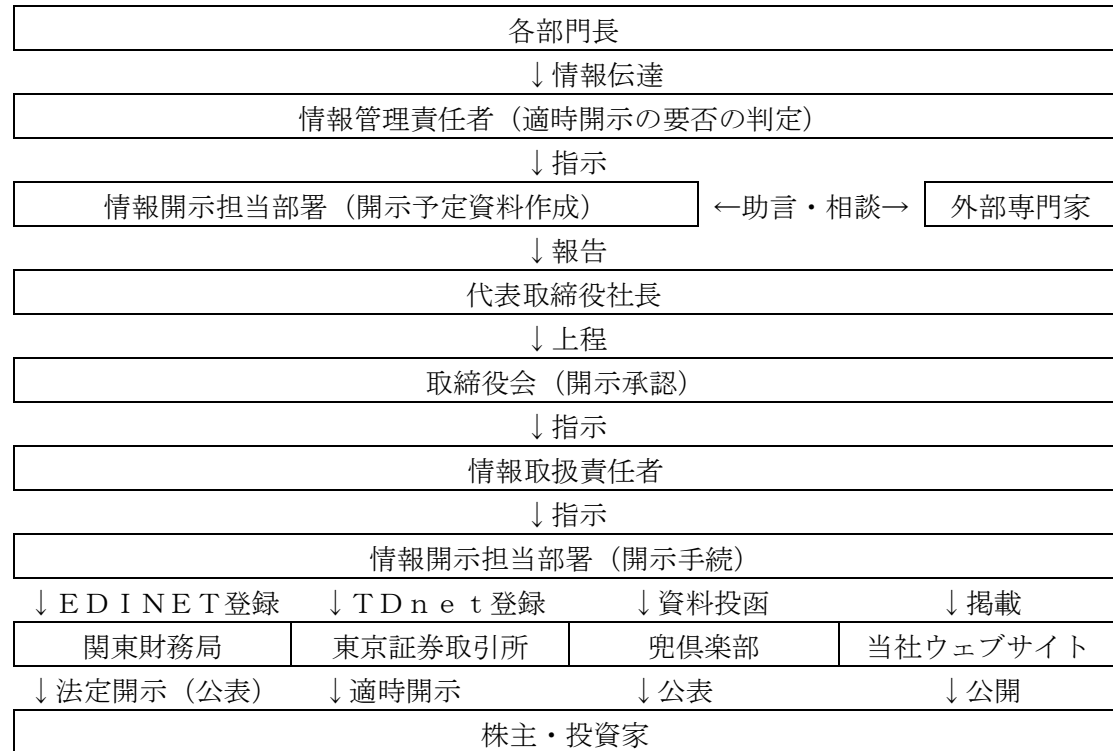 各部門長
↓情報伝達
情報管理責任者（適時開示の要否の判定）
↓指示
情報開示担当部署（開示予定資料作成） ←助言・相談→ 外部専門家
↓報告
代表取締役社長
↓上程
取締役会（開示承認）
↓指示
情報取扱責任者
↓指示
情報開示担当部署（開示手続）
↓ＥＤＩＮＥＴ登録 ↓ＴＤｎｅｔ登録 ↓資料投函 ↓掲載
関東財務局 東京証券取引所 兜倶楽部 当社ウェブサイト
↓法定開示（公表） ↓適時開示 ↓公表 ↓公開
株主・投資家